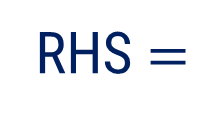 RHS =